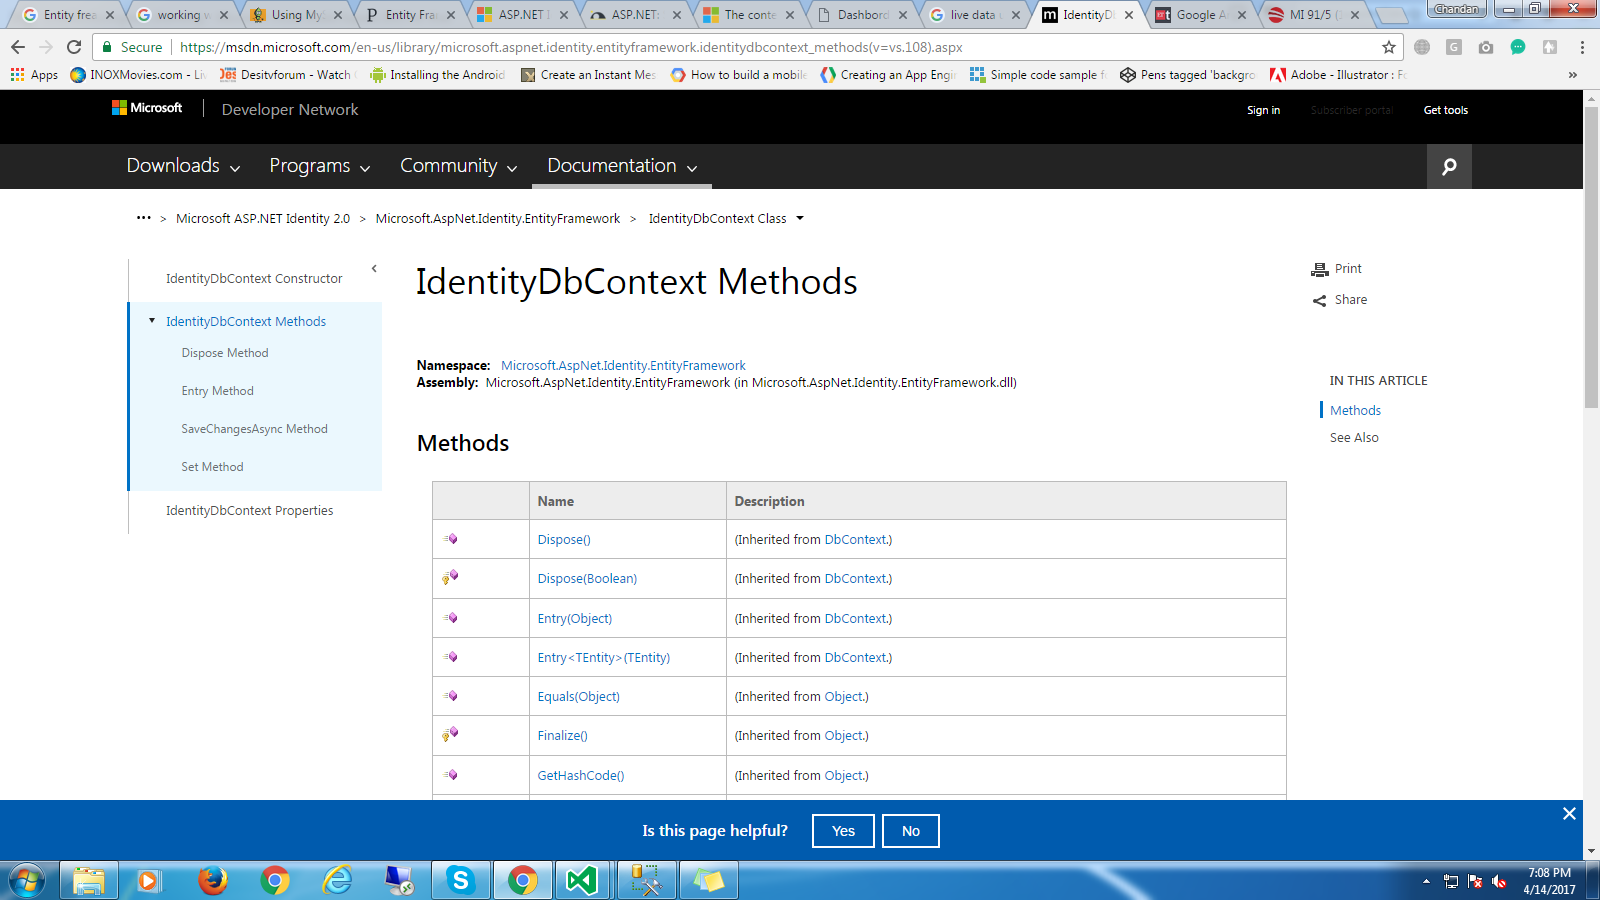 Entity frea
working w
Using MyS
Entity Fra
ASP.NET I
ASP.NET:
The conte
Dashbord
live data u
IdentityDb
Google A
MI 91/5 (
Chandan
Secure
https://msdn.microsoft.com/en-us/library/microsoft.aspnet.identity.entityframework.identitydbcontext_methods(v=vs.108).aspx
Apps
INOXMovies.com - Liv
Desitvforum - Watch
Installing the Android
Create an Instant Mes
How to build a mobile
Creating an App Engi
Simple code sample f
Pens tagged 'backgro
Adobe - Illustrator : Fo
»
Microsoft
Developer Network
Sign in
Subscriber portal
Get tools
Downloads
Programs
Community
Documentation
••• > Microsoft ASP.NET Identity 2.0 > Microsoft.AspNet.Identity.EntityFramework > IdentityDbContext Class
IdentityDbContext Constructor
IdentityDbContext Methods
Dispose Method
Entry Method
SaveChangesAsync Method
Set Method
IdentityDbContext Properties
IdentityDbContext Methods
Print
Share
Namespace: Microsoft.AspNet.Identity.EntityFramework
Assembly: Microsoft.AspNet.Identity.EntityFramework (in Microsoft.AspNet.Identity.EntityFramework.dll)
IN THIS ARTICLE
Methods
See Also
Methods
Name Description
Dispose() (Inherited from DbContext.)
Dispose(Boolean) (Inherited from DbContext.)
Entry(Object) (Inherited from DbContext.)
Entry<TEntity>(TEntity) (Inherited from DbContext.)
Equals(Object) (Inherited from Object.)
Finalize() (Inherited from Object.)
GetHashCode() (Inherited from Object.)
Is this page helpful?
Yes
No
7:08 PM
4/14/2017